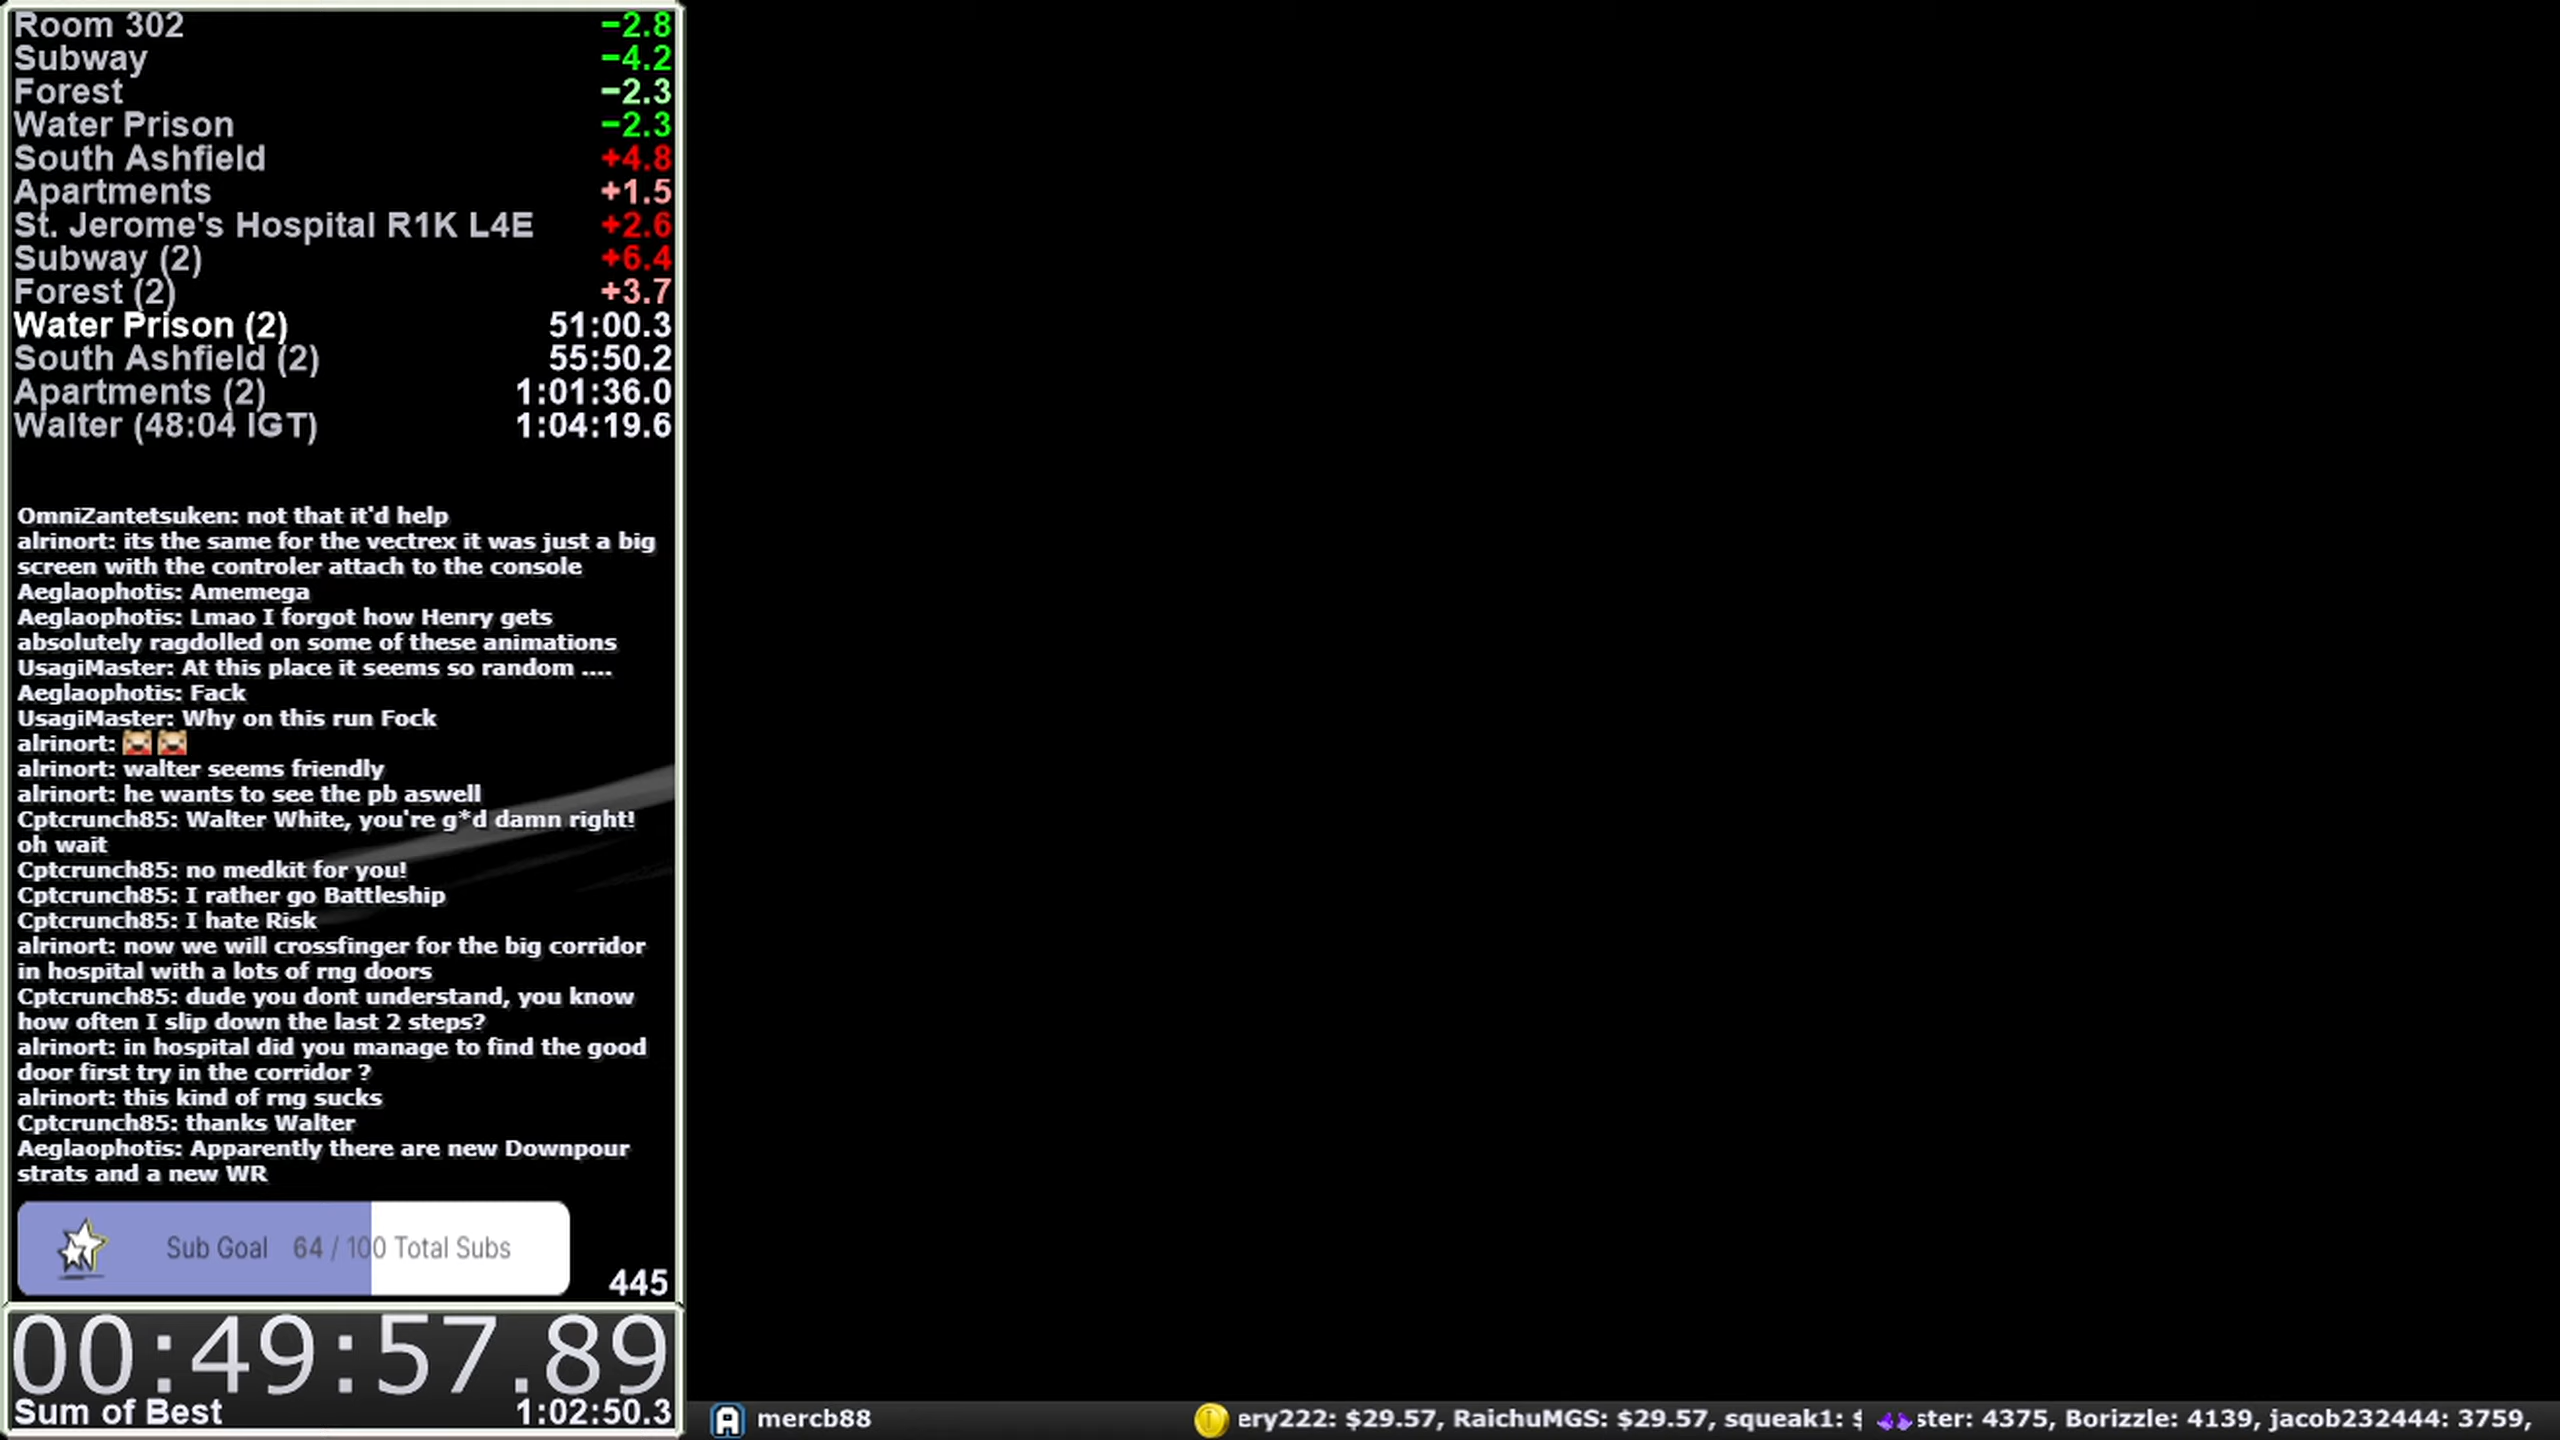 Room 302 −2.8
Subway −4.2
Forest −2.3
Water Prison −2.3
South Ashfield +4.8
Apartments +1.5
St. Jerome's Hospital R1K L4E +2.6
Subway (2) +6.4
Forest (2) +3.7
Water Prison (2) 51:00.3
South Ashfield (2) 55:50.2
Apartments (2) 1:01:36.0
Walter (48:04 IGT) 1:04:19.6
OmniZantetsuken: not that it'd help
alrinort: its the same for the vectrex it was just a big
screen with the controler attach to the console
Aeglaophotis: Amemega
Aeglaophotis: Lmao I forgot how Henry gets
absolutely ragdolled on some of these animations
UsagiMaster: At this place it seems so random ....
Aeglaophotis: Fack
UsagiMaster: Why on this run Fock
alrinort:
alrinort: walter seems friendly
alrinort: he wants to see the pb aswell
Cptcrunch85: Walter White, you're g*d damn right!
oh wait
Cptcrunch85: no medkit for you!
Cptcrunch85: I rather go Battleship
Cptcrunch85: I hate Risk
alrinort: now we will crossfinger for the big corridor
in hospital with a lots of rng doors
Cptcrunch85: dude you dont understand, you know
how often I slip down the last 2 steps?
alrinort: in hospital did you manage to find the good
door first try in the corridor ?
alrinort: this kind of rng sucks
Cptcrunch85: thanks Walter
Aeglaophotis: Apparently there are new Downpour
strats and a new WR
Sub Goal 64 / 100 Total Subs
445
00:49:57.89
Sum of Best 1:02:50.3
mercb88
ery222: $29.57, RaichuMGS: $29.57, squeak1: $
ster: 4375, Borizzle: 4139, jacob232444: 3759,